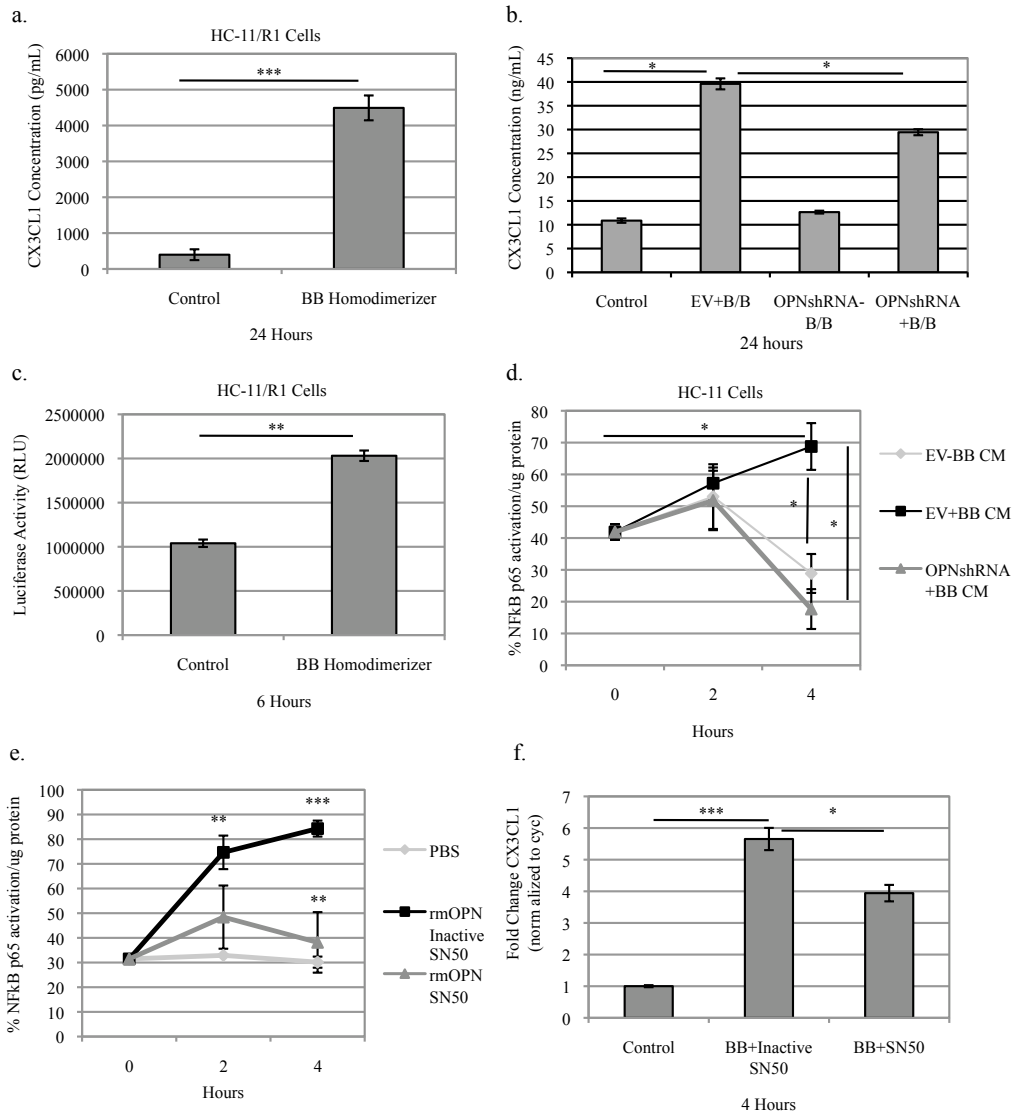 a.
HC-11/R1 Cells
CX3CL1 Concentration (pg/mL)
6000
5000
4000
3000
2000
1000
0
***
Control
BB Homodimerizer
24 Hours
b.
CX3CL1 Concentration (ng/mL)
45
40
35
30
25
20
15
10
5
0
*
*
Control
EV+B/B
OPNshRNA-
B/B
OPNshRNA
+B/B
24 hours
c.
HC-11/R1 Cells
Luciferase Activity (RLU)
2500000
2000000
1500000
1000000
500000
0
**
Control
BB Homodimerizer
6 Hours
d.
HC-11 Cells
% NFkB p65 activation/ug protein
80
70
60
50
40
30
20
10
0
*
*
*
0
2
4
Hours
EV-BB CM
EV+BB CM
OPNshRNA
+BB CM
e.
% NFkB p65 activation/ug protein
100
90
80
70
60
50
40
30
20
10
0
**
***
**
0
2
4
Hours
PBS
rmOPN
Inactive
SN50
rmOPN
SN50
f.
Fold Change CX3CL1
(norm alized to cyc)
7
6
5
4
3
2
1
0
***
*
Control
BB+Inactive
SN50
BB+SN50
4 Hours